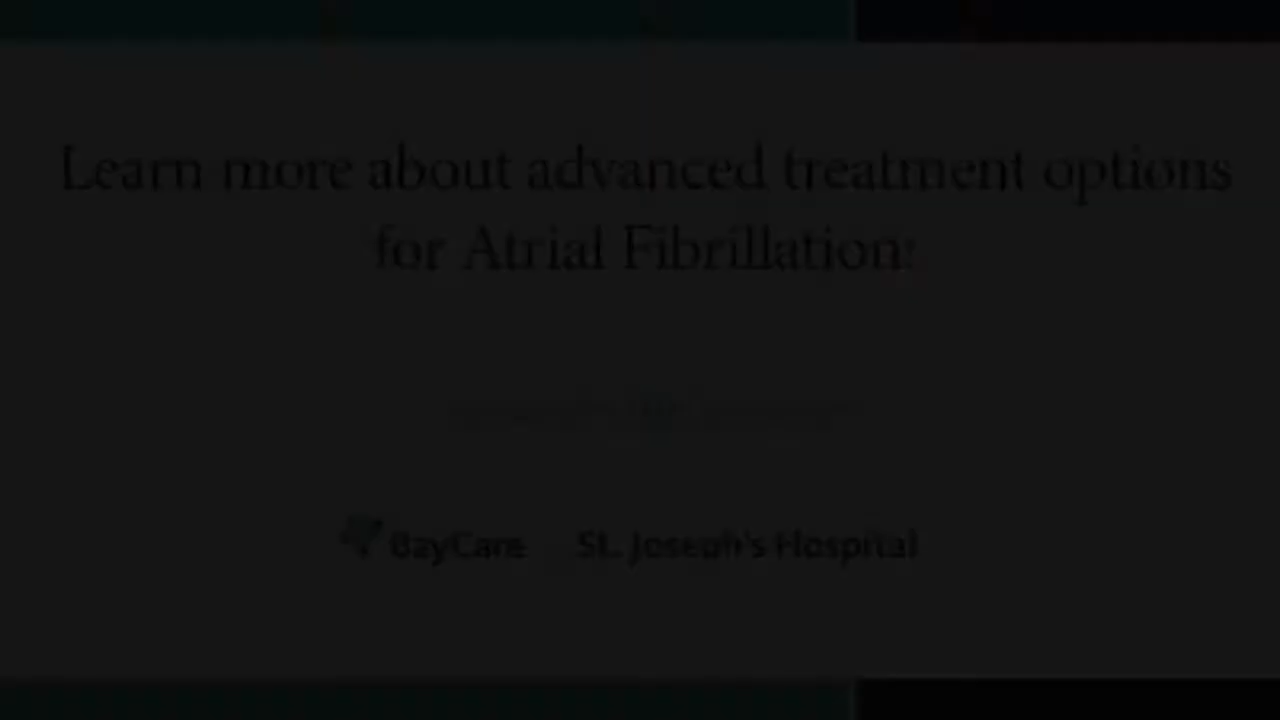 Learn more about advanced treatment options
for Atrial Fibrillation:
BayCare St. Joseph's Hospital